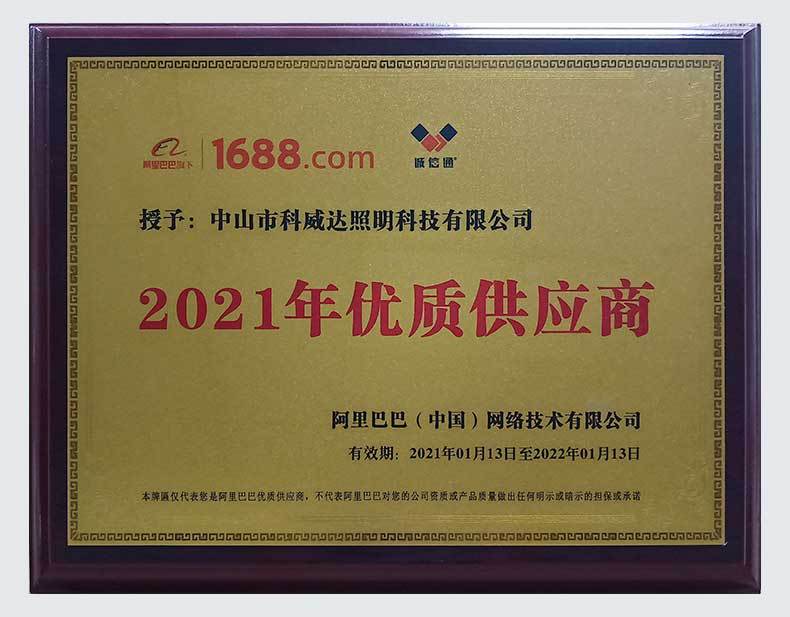 阿里巴巴旗下 1688.com 诚信通®
授予：中山市科威达照明科技有限公司
2021年优质供应商
阿里巴巴（中国）网络技术有限公司
有效期：2021年01月13日至2022年01月13日
本牌匾仅代表您是阿里巴巴优质供应商，不代表阿里巴巴对您的公司资质或产品质量做出任何明示或暗示的担保或承诺